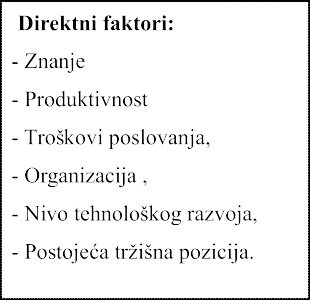 Direktni faktori:
- Znanje
- Produktivnost
- Troškovi poslovanja,
- Organizacija ,
- Nivo tehnološkog razvoja,
- Postojeća tržišna pozicija.